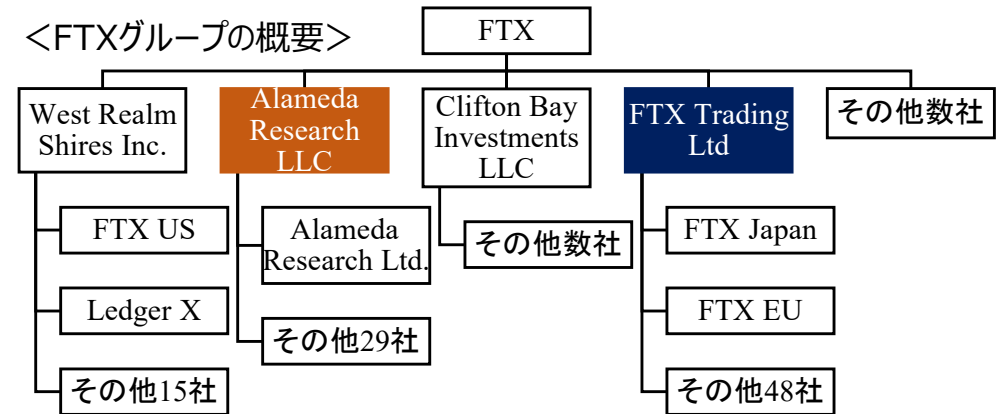 ＜FTXグループの概要＞
FTX
West Realm
Shires Inc.
Alameda
Research
LLC
Clifton Bay
Investments
LLC
FTX Trading
Ltd
その他数社
FTX US
Ledger X
その他15社
Alameda
Research Ltd.
その他29社
その他数社
FTX Japan
FTX EU
その他48社